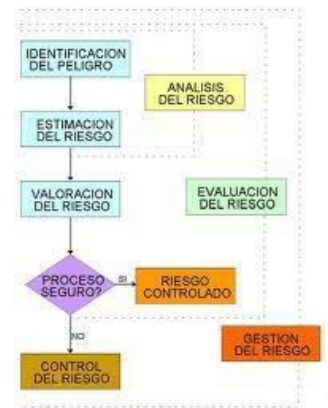 IDENTIFICACION
DEL PELIGRO
ANALISIS
DEL RIESGO
ESTIMACION
DEL RIESGO
VALORACION
DEL RIESGO
EVALUACION
DEL RIESGO
PROCESO
SEGURO?
SI
RIESGO
CONTROLADO
NO
GESTION
DEL RIESGO
CONTROL
DEL RIESGO